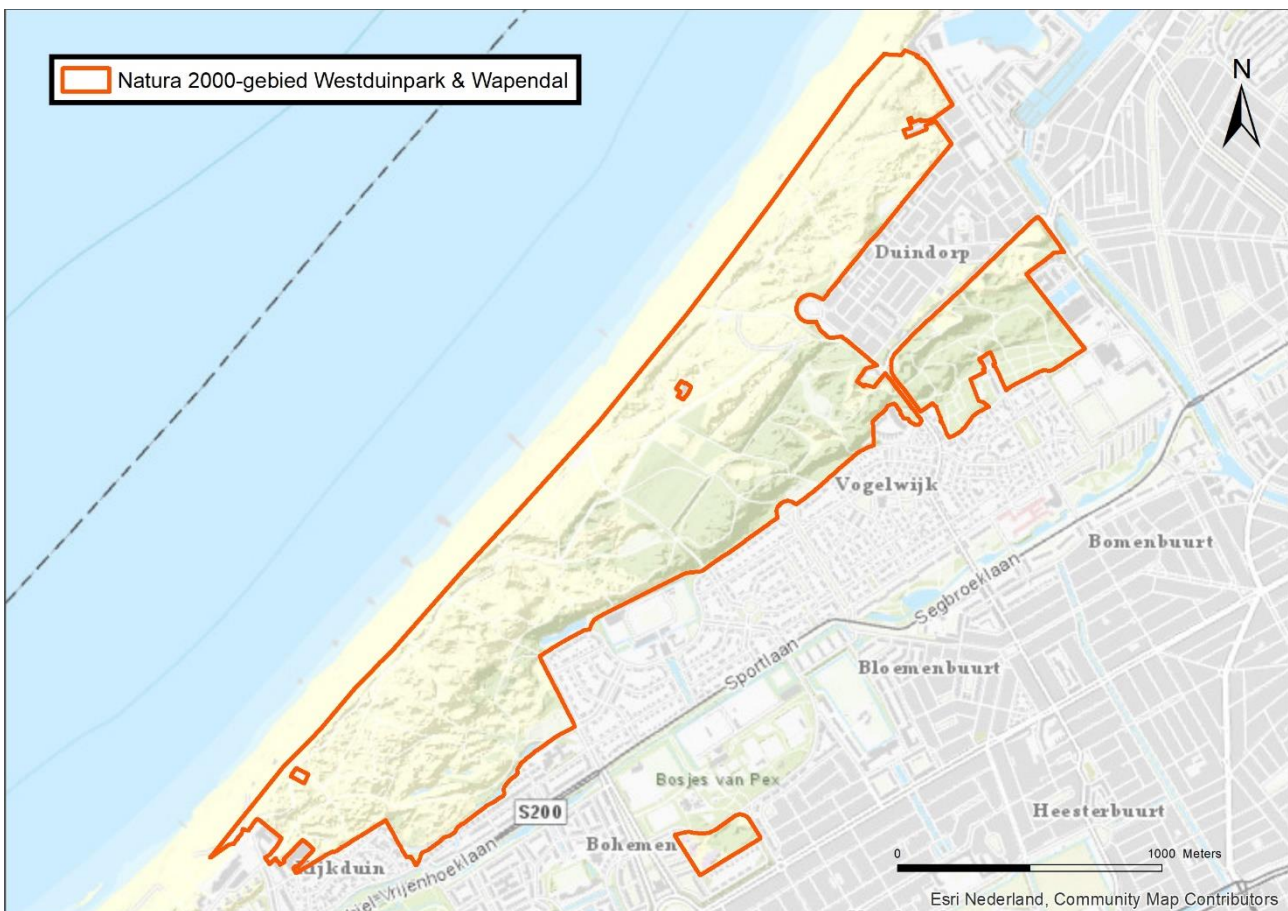 Natura 2000-gebied Westduinpark & Wapendal
N
Duindorp
Vogelwijk
Bomenbuurt
Segbroeklaan
Sportlaan
Bloemenbuurt
Bosjes van Pex
S200
Heesterbuurt
Bohemen
Vrijenhoeklaan
0 1000 Meters
Esri Nederland, Community Map Contributors